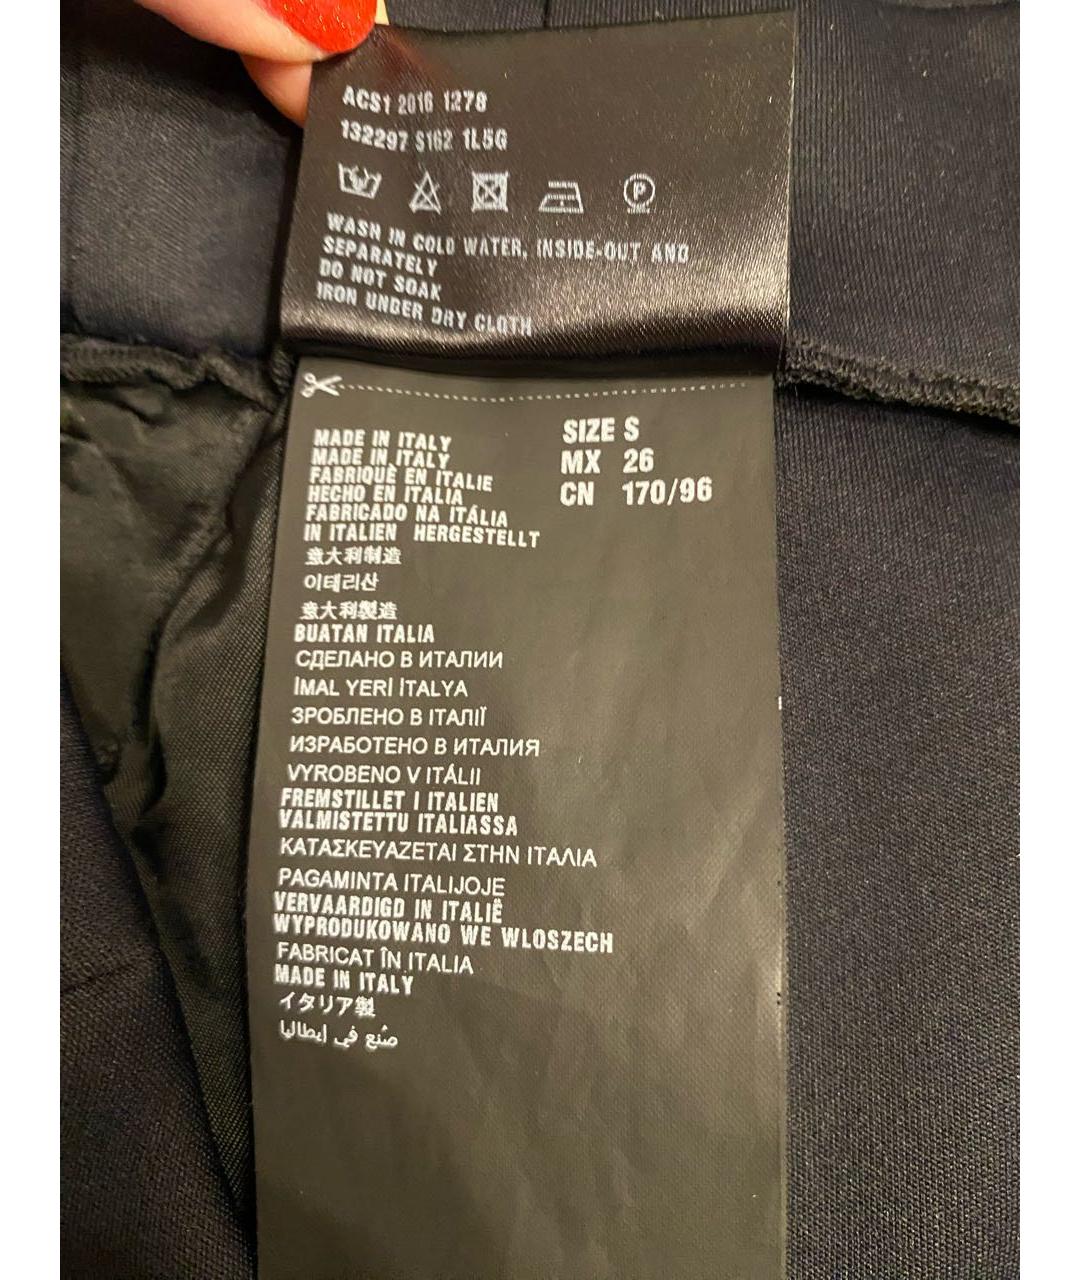 ACS1 2016 1278
132297 S162 1L5G
WASH IN COLD WATER, INSIDE-OUT AND
SEPARATELY
DO NOT SOAK
IRON UNDER DRY CLOTH
MADE IN ITALY
MADE IN ITALY
FABRIQUÈ EN ITALIE
HECHO EN ITALIA
FABRICADO NA ITÁLIA
IN ITALIEN HERGESTELLT
意大利制造
이테리산
意大利製造
BUATAN ITALIA
СДЕЛАНО В ИТАЛИИ
İMAL YERİ İTALYA
ЗРОБЛЕНО В ІТАЛІЇ
ИЗРАБОТЕНО В ИТАЛИЯ
VYROBENO V ITÁLII
FREMSTILLET I ITALIEN
VALMISTETTU ITALIASSA
ΚΑΤΑΣΚΕΥΑΖΕΤΑΙ ΣΤΗΝ ΙΤΑΛΙΑ
PAGAMINTA ITALIJOJE
VERVAARDIGD IN ITALIË
WYPRODUKOWANO WE WLOSZECH
FABRICAT ÎN ITALIA
MADE IN ITALY
イタリア製
صُنع في إيطاليا
SIZE S
MX 26
CN 170/96
P